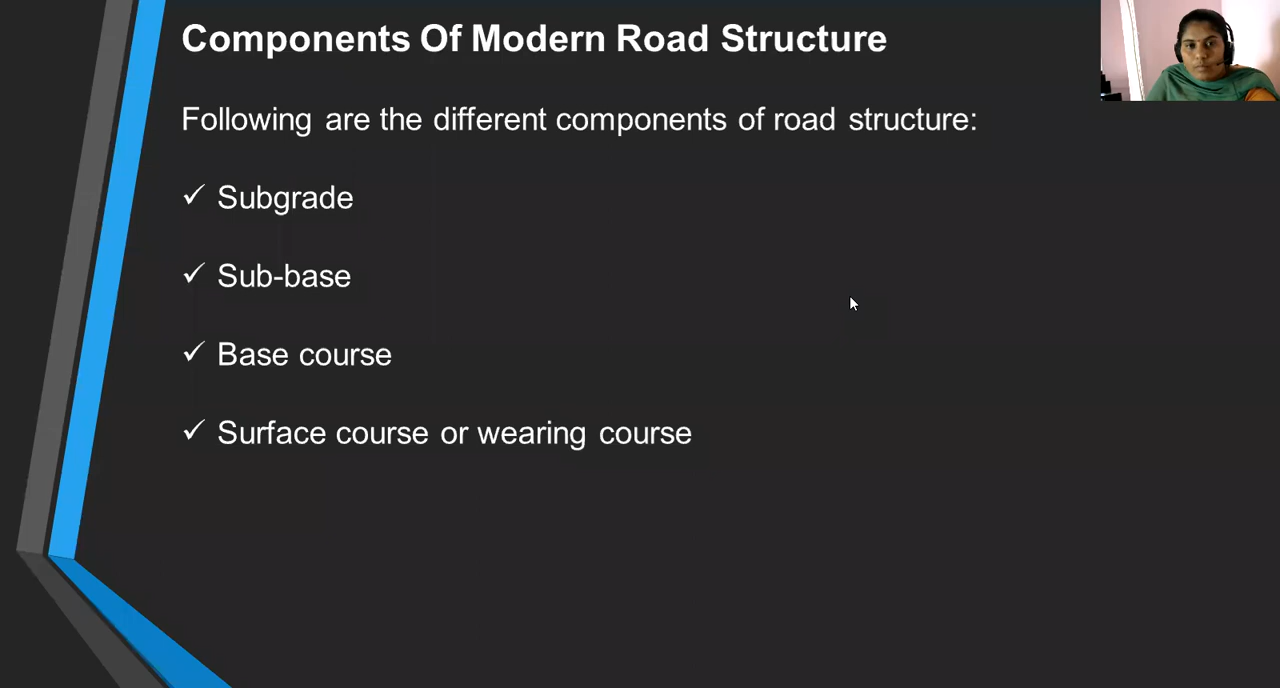 Components Of Modern Road Structure
Following are the different components of road structure:
✓ Subgrade
✓ Sub-base
✓ Base course
✓ Surface course or wearing course